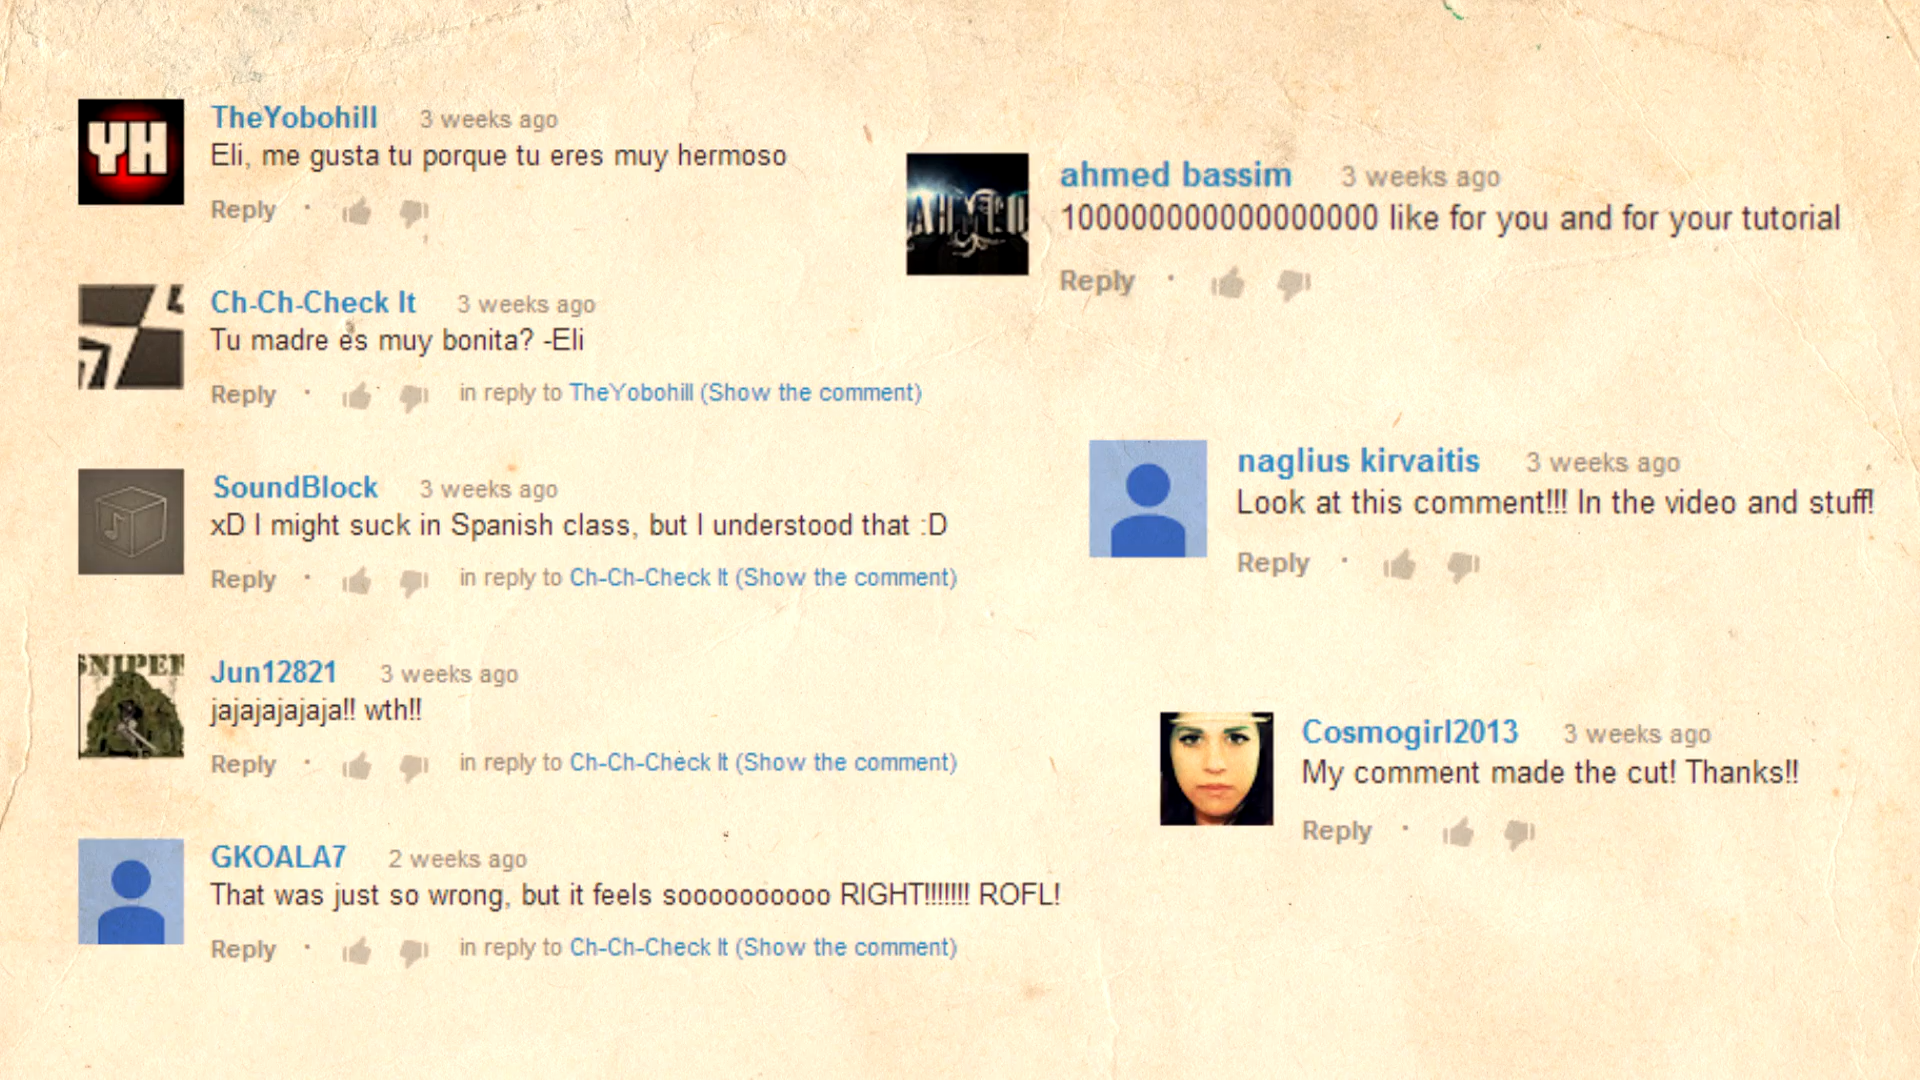 YH
TheYobohill 3 weeks ago
Eli, me gusta tu porque tu eres muy hermoso
Reply ·
Ch-Ch-Check It 3 weeks ago
Tu madre es muy bonita? -Eli
Reply · in reply to TheYobohill (Show the comment)
SoundBlock 3 weeks ago
xD I might suck in Spanish class, but I understood that :D
Reply · in reply to Ch-Ch-Check It (Show the comment)
SNIPER
Jun12821 3 weeks ago
jajajajajaja!! wth!!
Reply · in reply to Ch-Ch-Check It (Show the comment)
GKOALA7 2 weeks ago
That was just so wrong, but it feels soooooooooo RIGHT!!!!!!! ROFL!
Reply · in reply to Ch-Ch-Check It (Show the comment)
ahmed bassim 3 weeks ago
100000000000000000 like for you and for your tutorial
Reply ·
naglius kirvaitis 3 weeks ago
Look at this comment!!! In the video and stuff!
Reply ·
Cosmogirl2013 3 weeks ago
My comment made the cut! Thanks!!
Reply ·